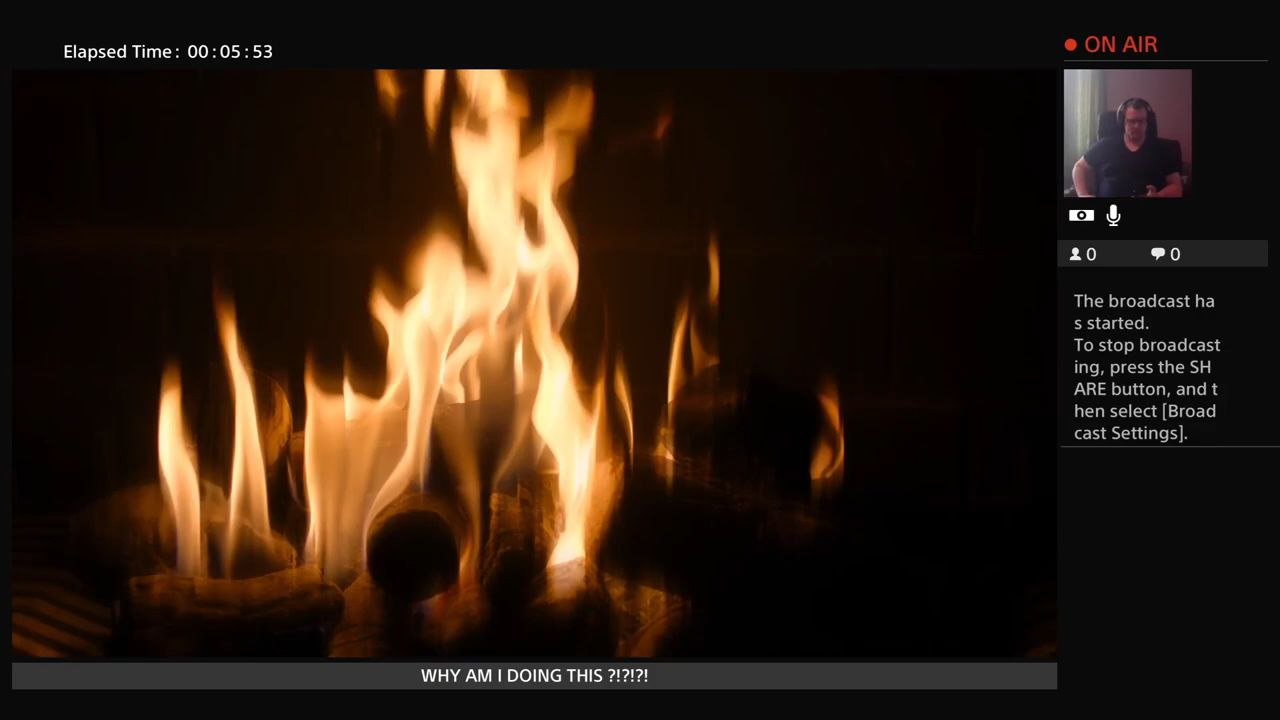 Elapsed Time: 00:05:53
ON AIR
0 0
The broadcast ha
s started.
To stop broadcast
ing, press the SH
ARE button, and t
hen select [Broad
cast Settings].
WHY AM I DOING THIS ?!?!?!